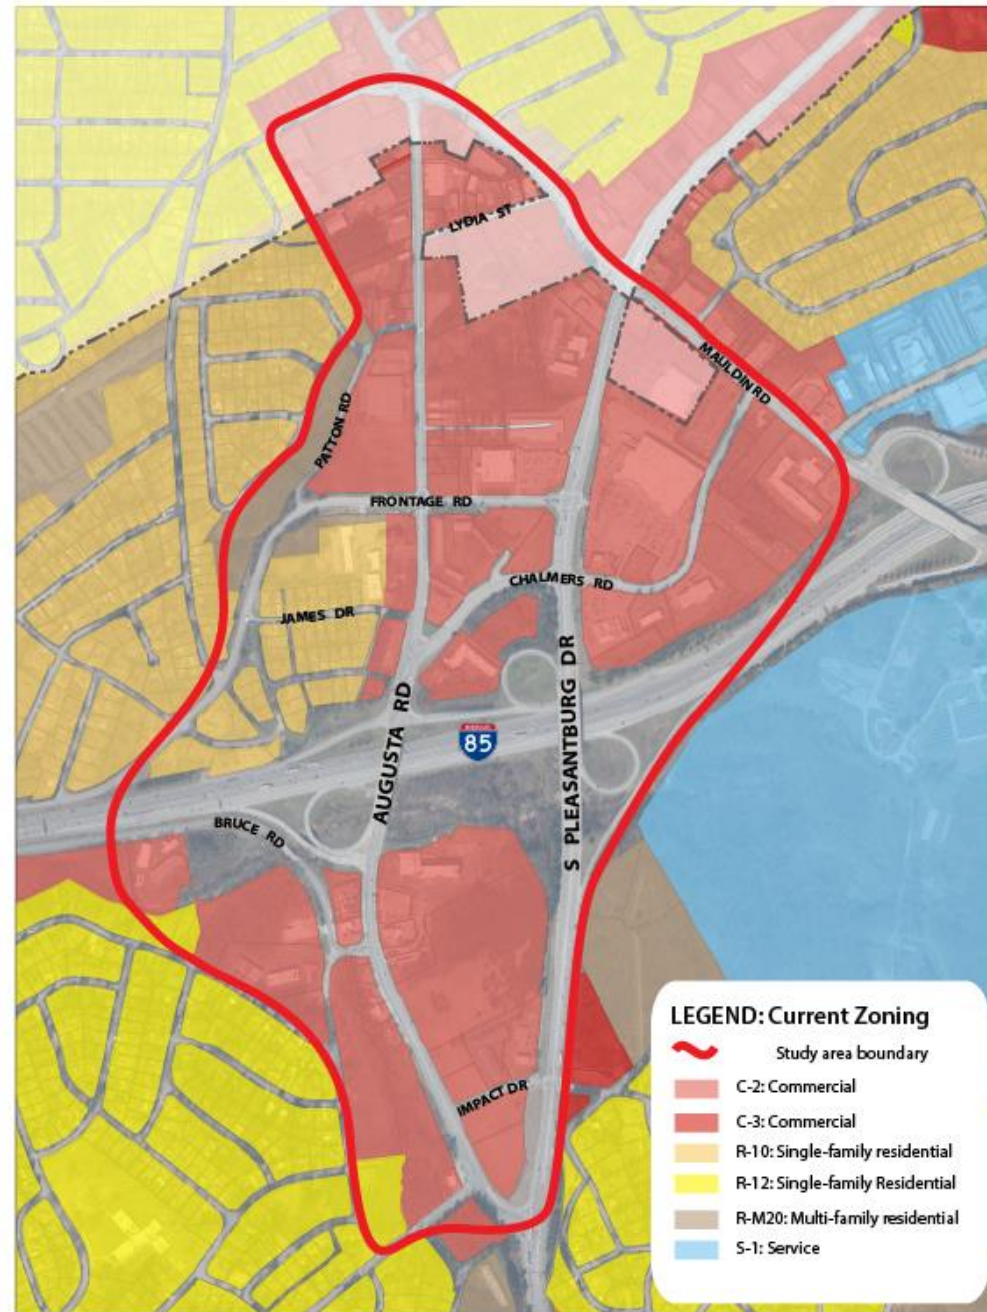 LYDIA ST
MAULDIN RD
PATTON RD
FRONTAGE RD
CHALMERS RD
JAMES DR
AUGUSTA RD
S PLEASANTBURG DR
85
BRUCE RD
IMPACT DR
LEGEND: Current Zoning
Study area boundary
C-2: Commercial
C-3: Commercial
R-10: Single-family residential
R-12: Single-family Residential
R-M20: Multi-family residential
S-1: Service